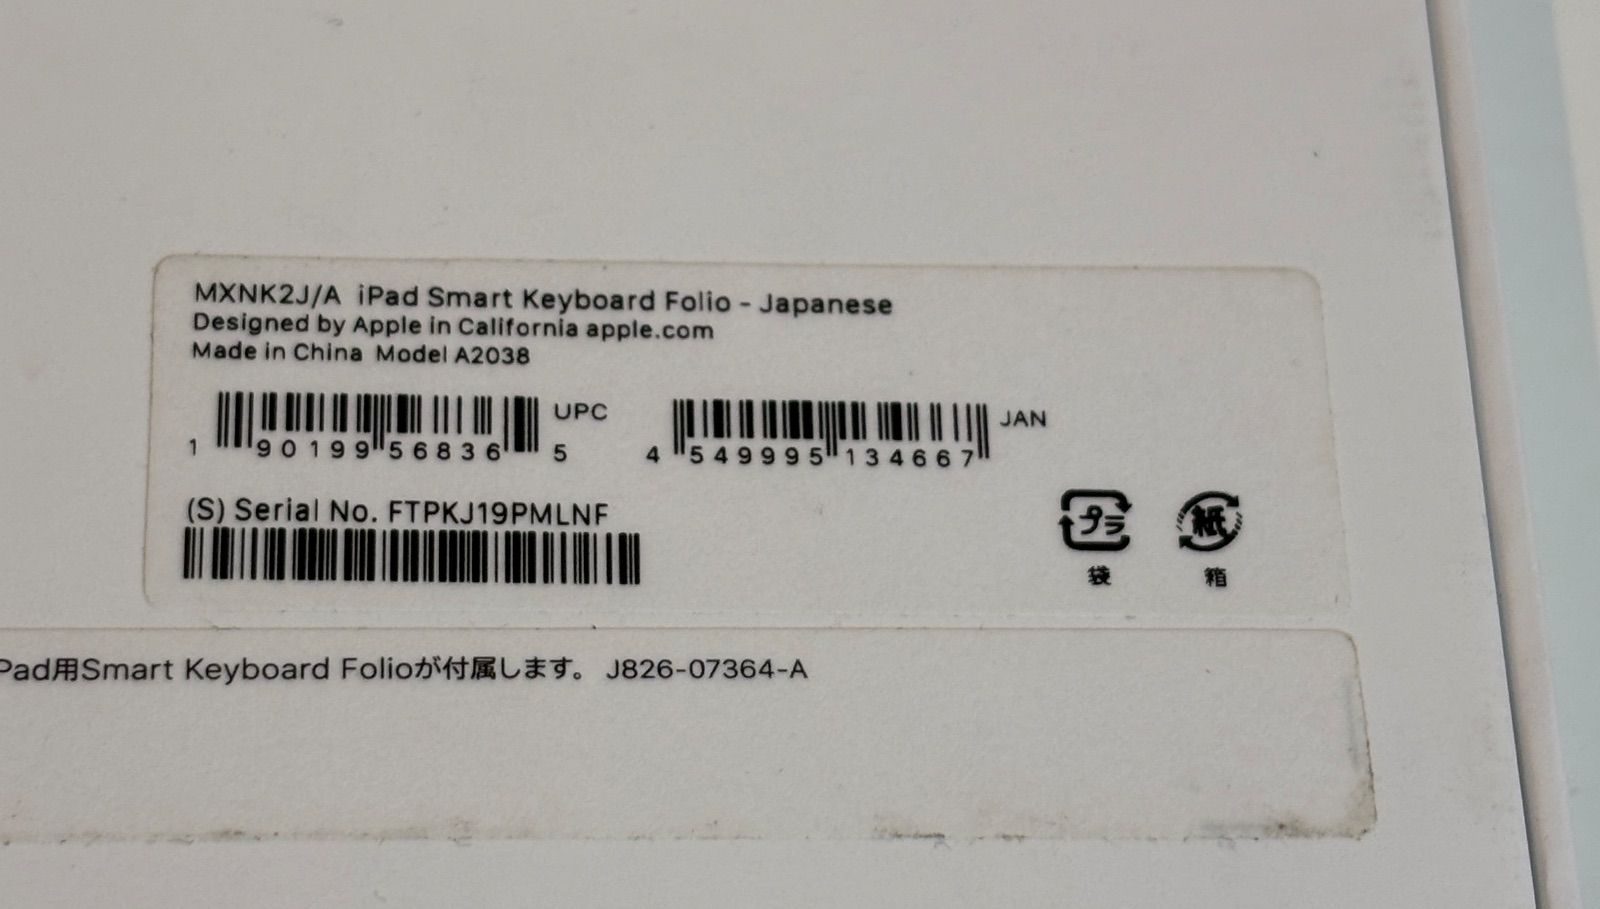 MXNK2J/A iPad Smart Keyboard Folio - Japanese
Designed by Apple in California apple.com
Made in China Model A2038
UPC
1 90199 56836 5
JAN
4 549995 134667
(S) Serial No. FTPKJ19PMLNF
プラ
袋
紙
箱
Pad用Smart Keyboard Folioが付属します。 J826-07364-A